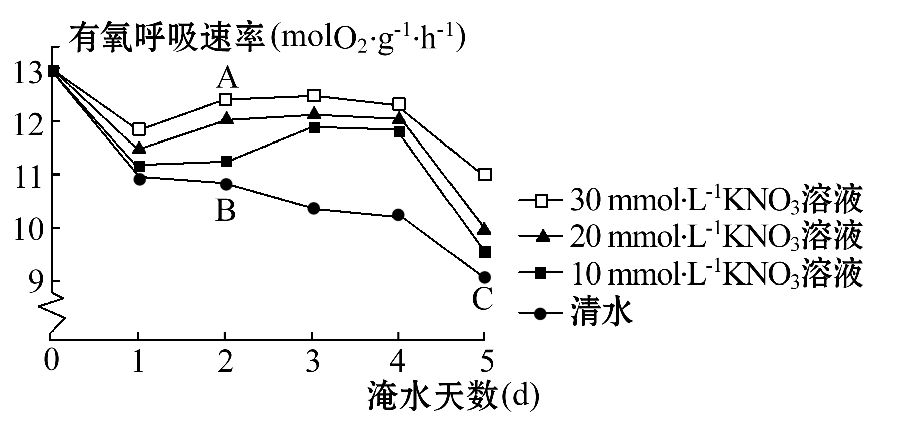 有氧呼吸速率(molO₂·g⁻¹·h⁻¹)
13
12
11
10
9
A
B
C
0 1 2 3 4 5
淹水天数(d)
30 mmol·L⁻¹KNO₃溶液
20 mmol·L⁻¹KNO₃溶液
10 mmol·L⁻¹KNO₃溶液
清水